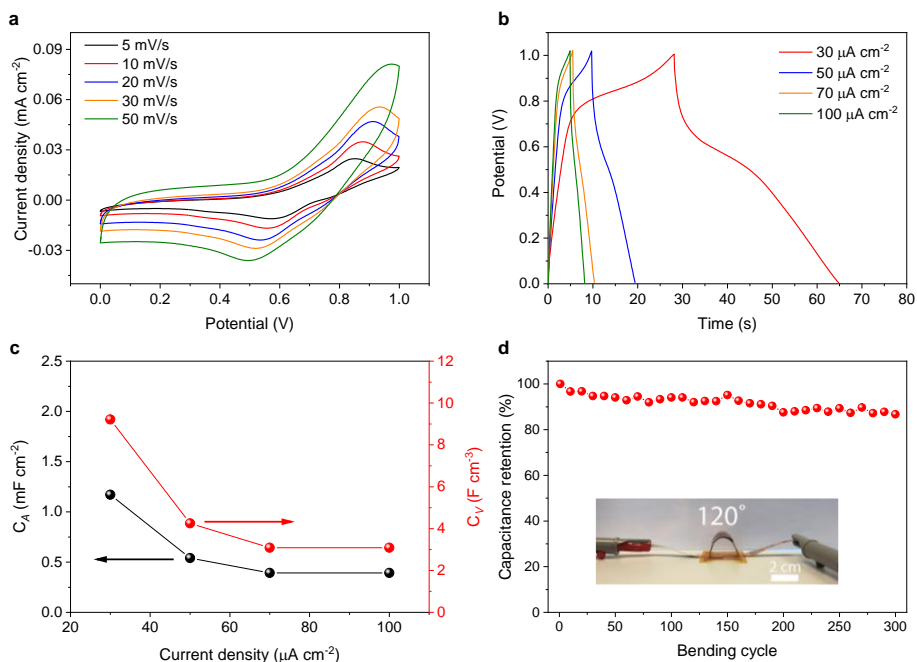 a
5 mV/s
10 mV/s
20 mV/s
30 mV/s
50 mV/s
0.09
0.06
0.03
0.00
-0.03
Current density (mA cm⁻²)
0.0 0.2 0.4 0.6 0.8 1.0
Potential (V)
b
30 μA cm⁻²
50 μA cm⁻²
70 μA cm⁻²
100 μA cm⁻²
1.2
1.0
0.8
0.6
0.4
0.2
0.0
Potential (V)
0 10 20 30 40 50 60 70 80
Time (s)
c
2.5
2.0
1.5
1.0
0.5
0.0
C_A (mF cm⁻²)
12
10
8
6
4
2
0
C_V (F cm⁻³)
20 40 60 80 100
Current density (μA cm⁻²)
d
100
80
60
40
20
0
Capacitance retention (%)
120°
2 cm
0 50 100 150 200 250 300
Bending cycle